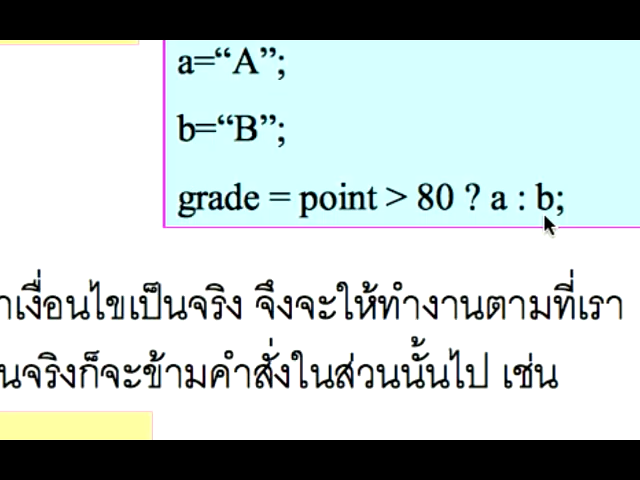 a=“A”;
b=“B”;
grade = point > 80 ? a : b;
าเงื่อนไขเป็นจริง จึงจะให้ทำงานตามที่เรา
นจริงก็จะข้ามคำสั่งในส่วนนั้นไป เช่น